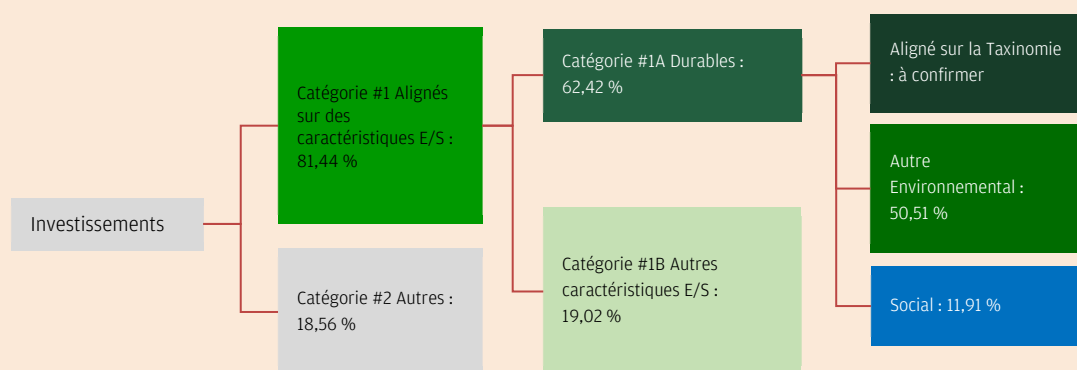 Investissements
Catégorie #1 Alignés
sur des
caractéristiques E/S :
81,44 %
Catégorie #2 Autres :
18,56 %
Catégorie #1A Durables :
62,42 %
Catégorie #1B Autres
caractéristiques E/S :
19,02 %
Aligné sur la Taxinomie
: à confirmer
Autre
Environnemental :
50,51 %
Social : 11,91 %